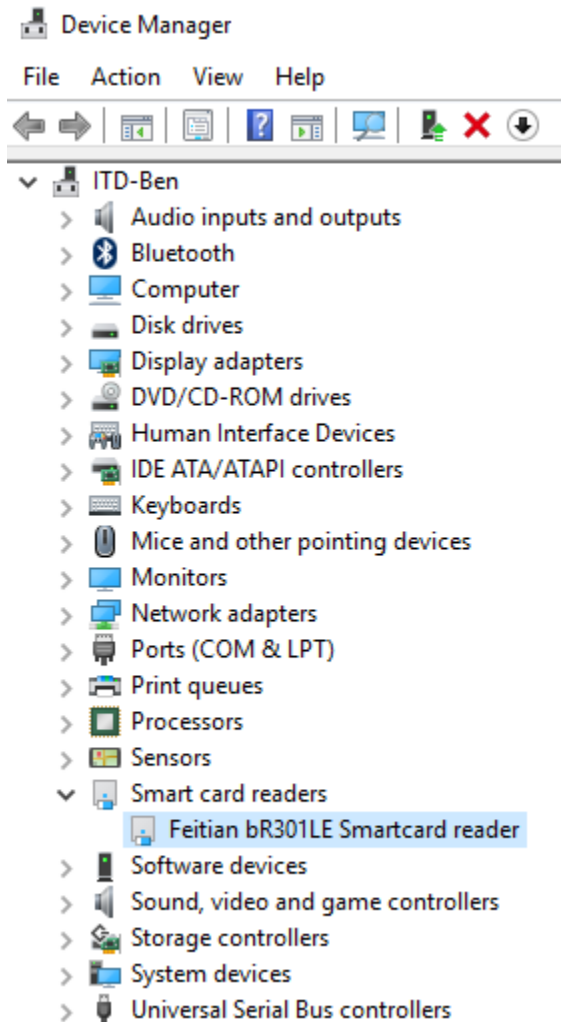 Device Manager
File Action View Help
ITD-Ben
Audio inputs and outputs
Bluetooth
Computer
Disk drives
Display adapters
DVD/CD-ROM drives
Human Interface Devices
IDE ATA/ATAPI controllers
Keyboards
Mice and other pointing devices
Monitors
Network adapters
Ports (COM & LPT)
Print queues
Processors
Sensors
Smart card readers
Feitian bR301LE Smartcard reader
Software devices
Sound, video and game controllers
Storage controllers
System devices
Universal Serial Bus controllers